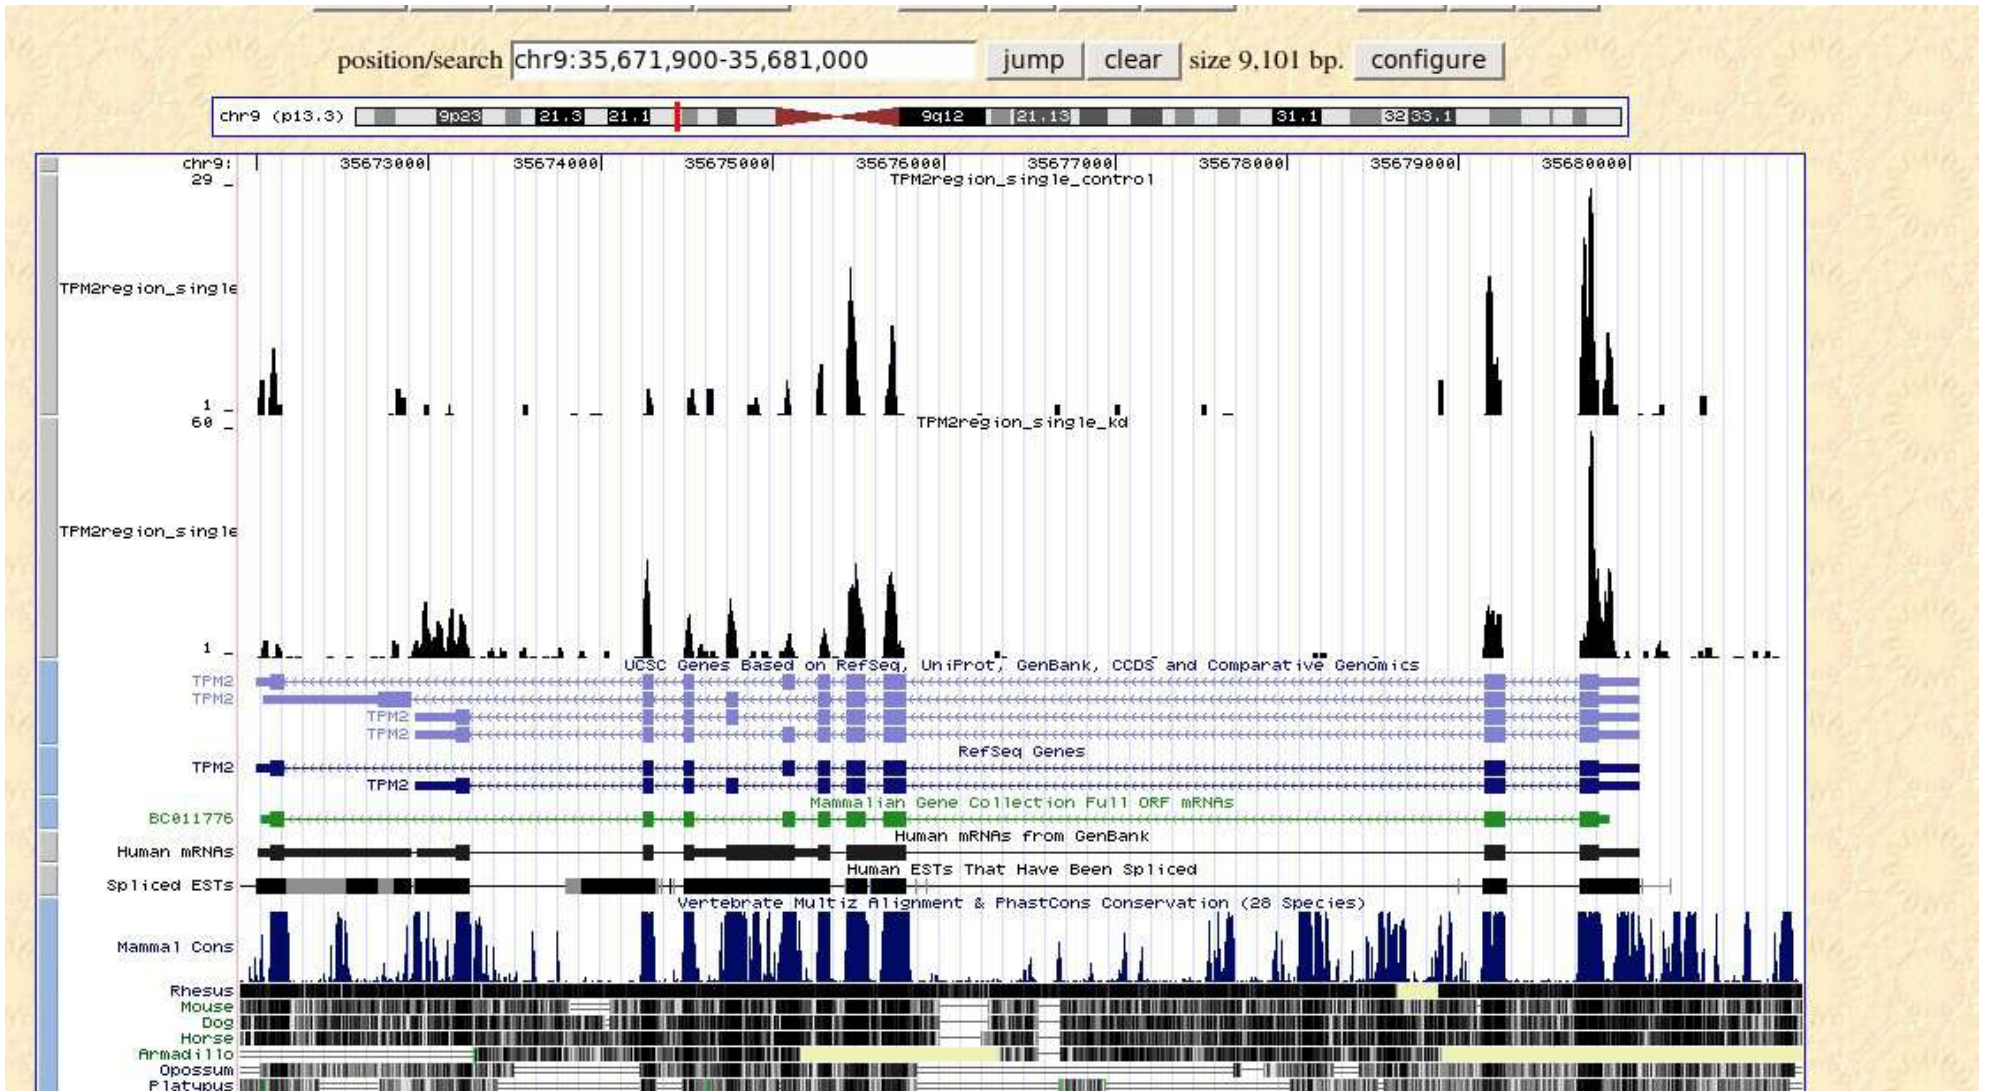 position/search chr9:35,671,900-35,681,000 jump clear size 9,101 bp. configure
chr9 (p13.3) 9p23 21.3 21.1 9q12 21.13 31.1 32 33.1
chr9: 35673000 35674000 35675000 35676000 35677000 35678000 35679000 35680000
29 _ TPM2region_single_control
TPM2region_single
1 _
60 _ TPM2region_single_kd
TPM2region_single
1 _
UCSC Genes Based on RefSeq, UniProt, GenBank, CCDS and Comparative Genomics
TPM2
TPM2
TPM2
TPM2
RefSeq Genes
TPM2
TPM2
Mammalian Gene Collection Full ORF mRNAs
BC011776
Human mRNAs from GenBank
Human mRNAs
Human ESTs That Have Been Spliced
Spliced ESTs
Vertebrate Multiz Alignment & PhastCons Conservation (28 Species)
Mammal Cons
Rhesus
Mouse
Dog
Horse
Armadillo
Opossum
Platypus